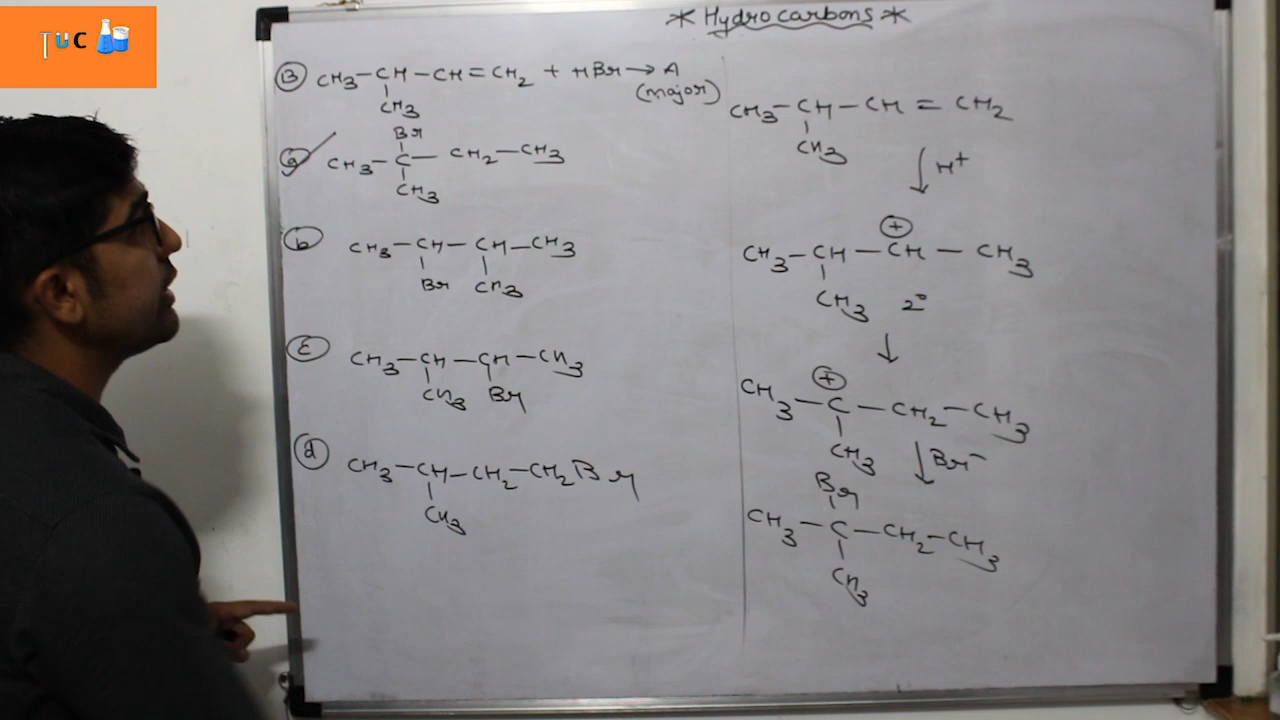 TUC
* Hydrocarbons *
(13) CH3-CH-CH=CH2 + HBr→A
CH3 (major)
Br
(a) CH3-C-CH2-CH3
CH3
(b) CH3-CH-CH-CH3
Br CH3
(c) CH3-CH-CH-CH3
CH3 Br
(d) CH3-CH-CH2-CH2Br
CH3
CH3-CH-CH=CH2
CH3
↓H+
+
CH3-CH-CH-CH3
CH3 2°
↓
+
CH3-C-CH2-CH3
CH3 ↓Br-
Br
CH3-C-CH2-CH3
CH3